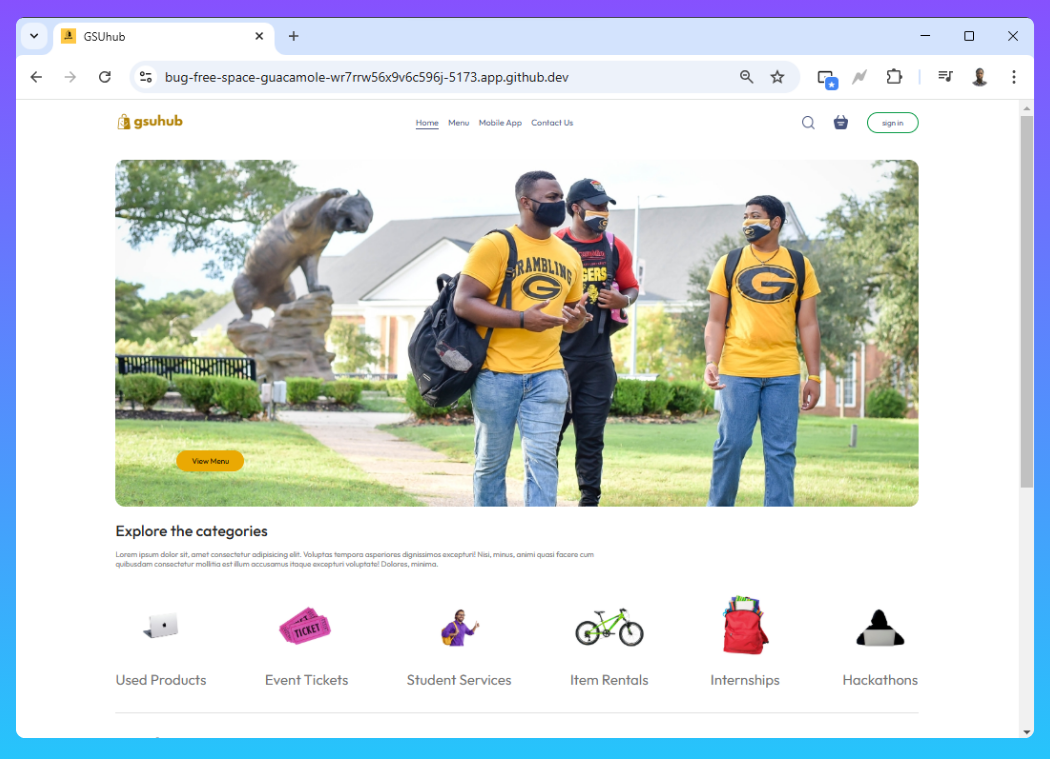 GSUhub
bug-free-space-guacamole-wr7rrw56x9v6c596j-5173.app.github.dev
gsuhub
Home Menu Mobile App Contact Us
sign in
GRAMBLING
G
TIGERS
G
View Menu
Explore the categories
Lorem ipsum dolor sit, amet consectetur adipisicing elit. Voluptas tempora asperiores dignissimos excepturi! Nisi, minus, animi quasi facere cum
quibusdam consectetur mollitia est illum accusamus itaque excepturi voluptate! Dolores, minima.
TICKET
Used Products Event Tickets Student Services Item Rentals Internships Hackathons